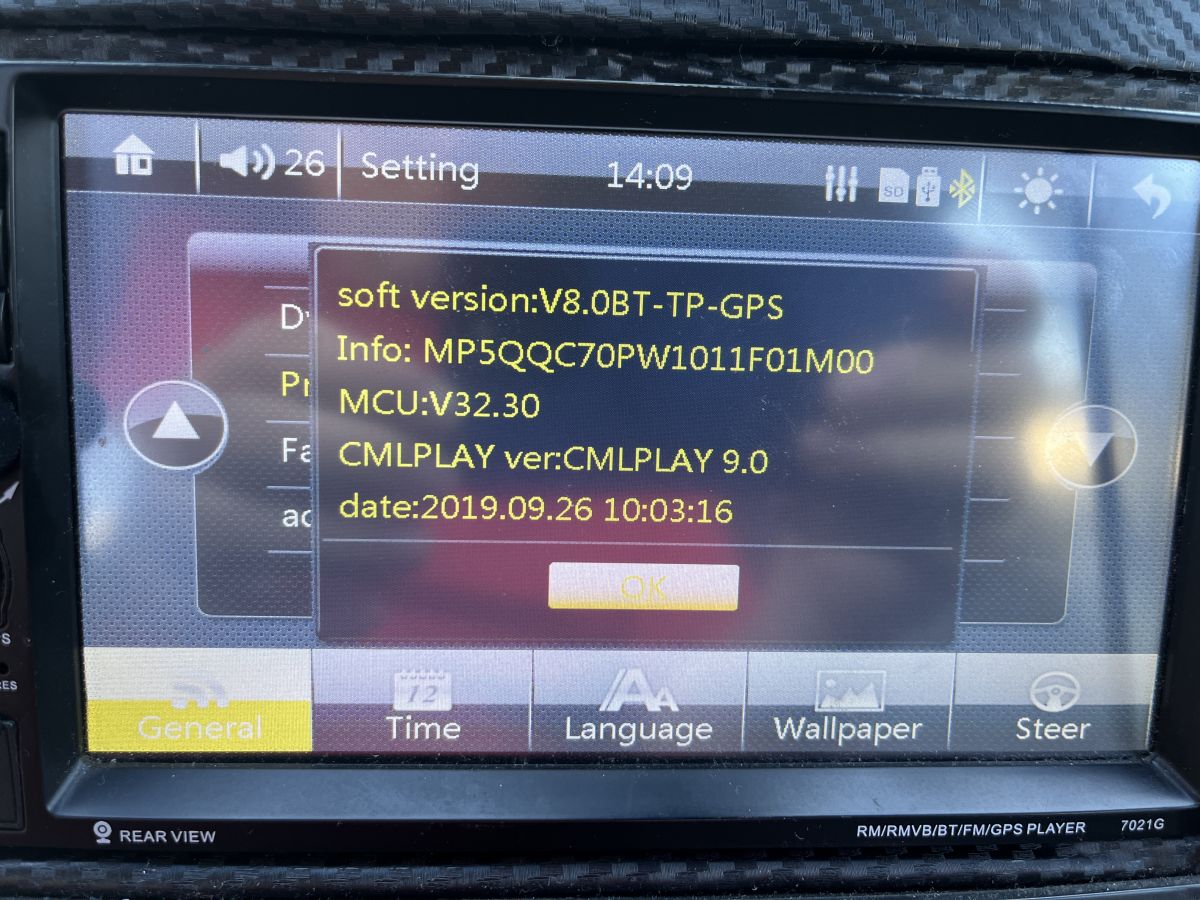 26 Setting 14:09 SD
soft version:V8.0BT-TP-GPS
Info: MP5QQC70PW1011F01M00
MCU:V32.30
CMLPLAY ver:CMLPLAY 9.0
date:2019.09.26 10:03:16
OK
12
General Time Language Wallpaper Steer
REAR VIEW RM/RMVB/BT/FM/GPS PLAYER 7021G